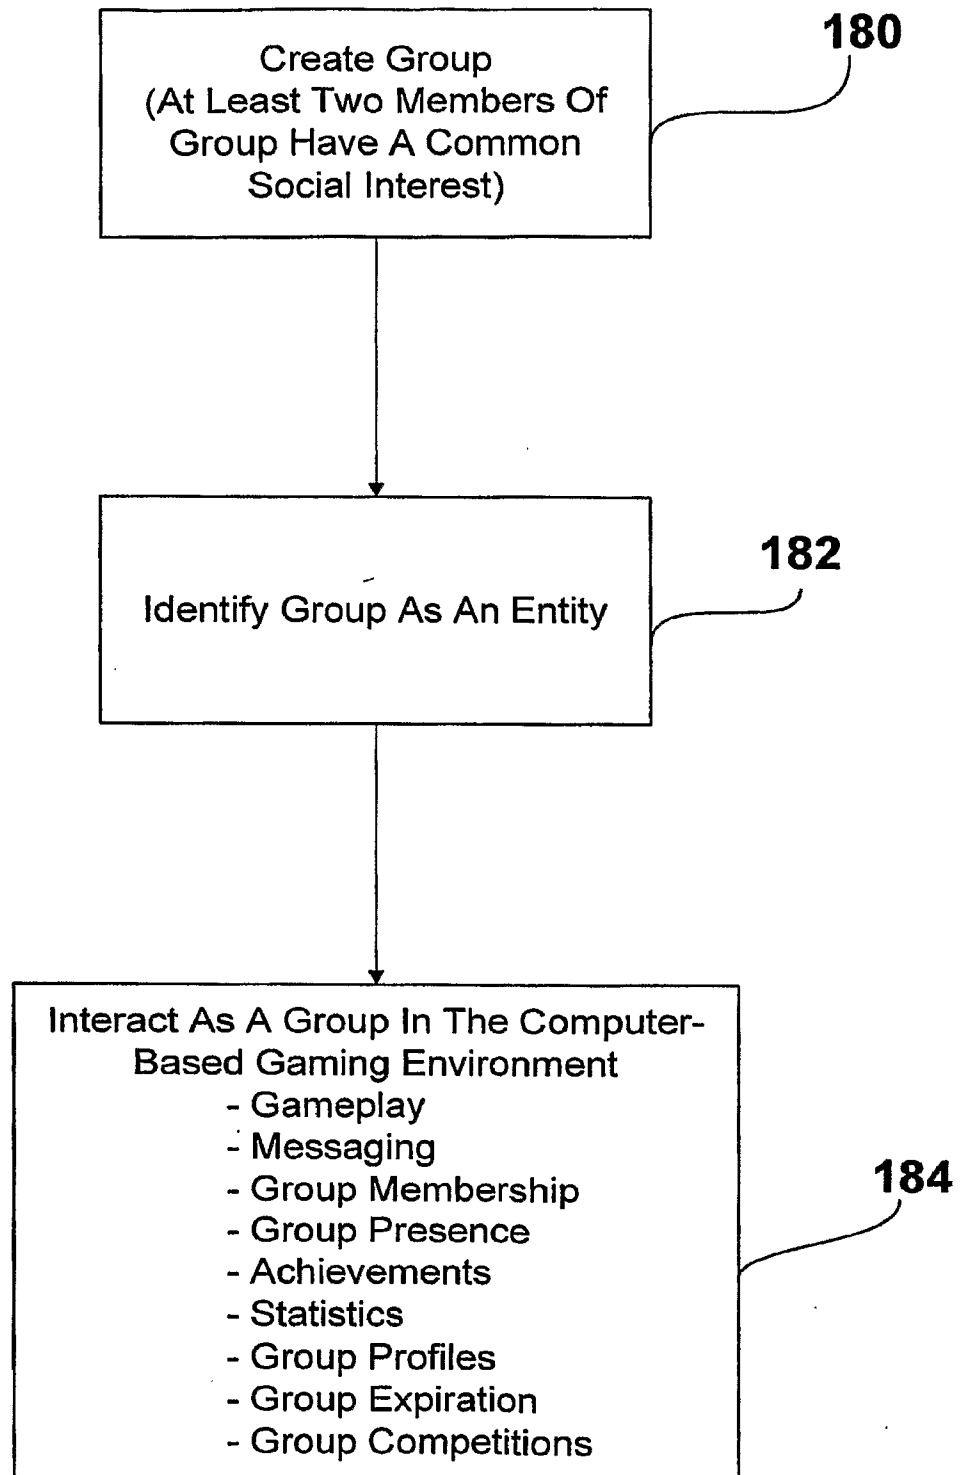 180
Create Group
(At Least Two Members Of
Group Have A Common
Social Interest)
182
Identify Group As An Entity
Interact As A Group In The Computer-
Based Gaming Environment
- Gameplay
- Messaging
- Group Membership
- Group Presence
- Achievements
- Statistics
- Group Profiles
- Group Expiration
- Group Competitions
184